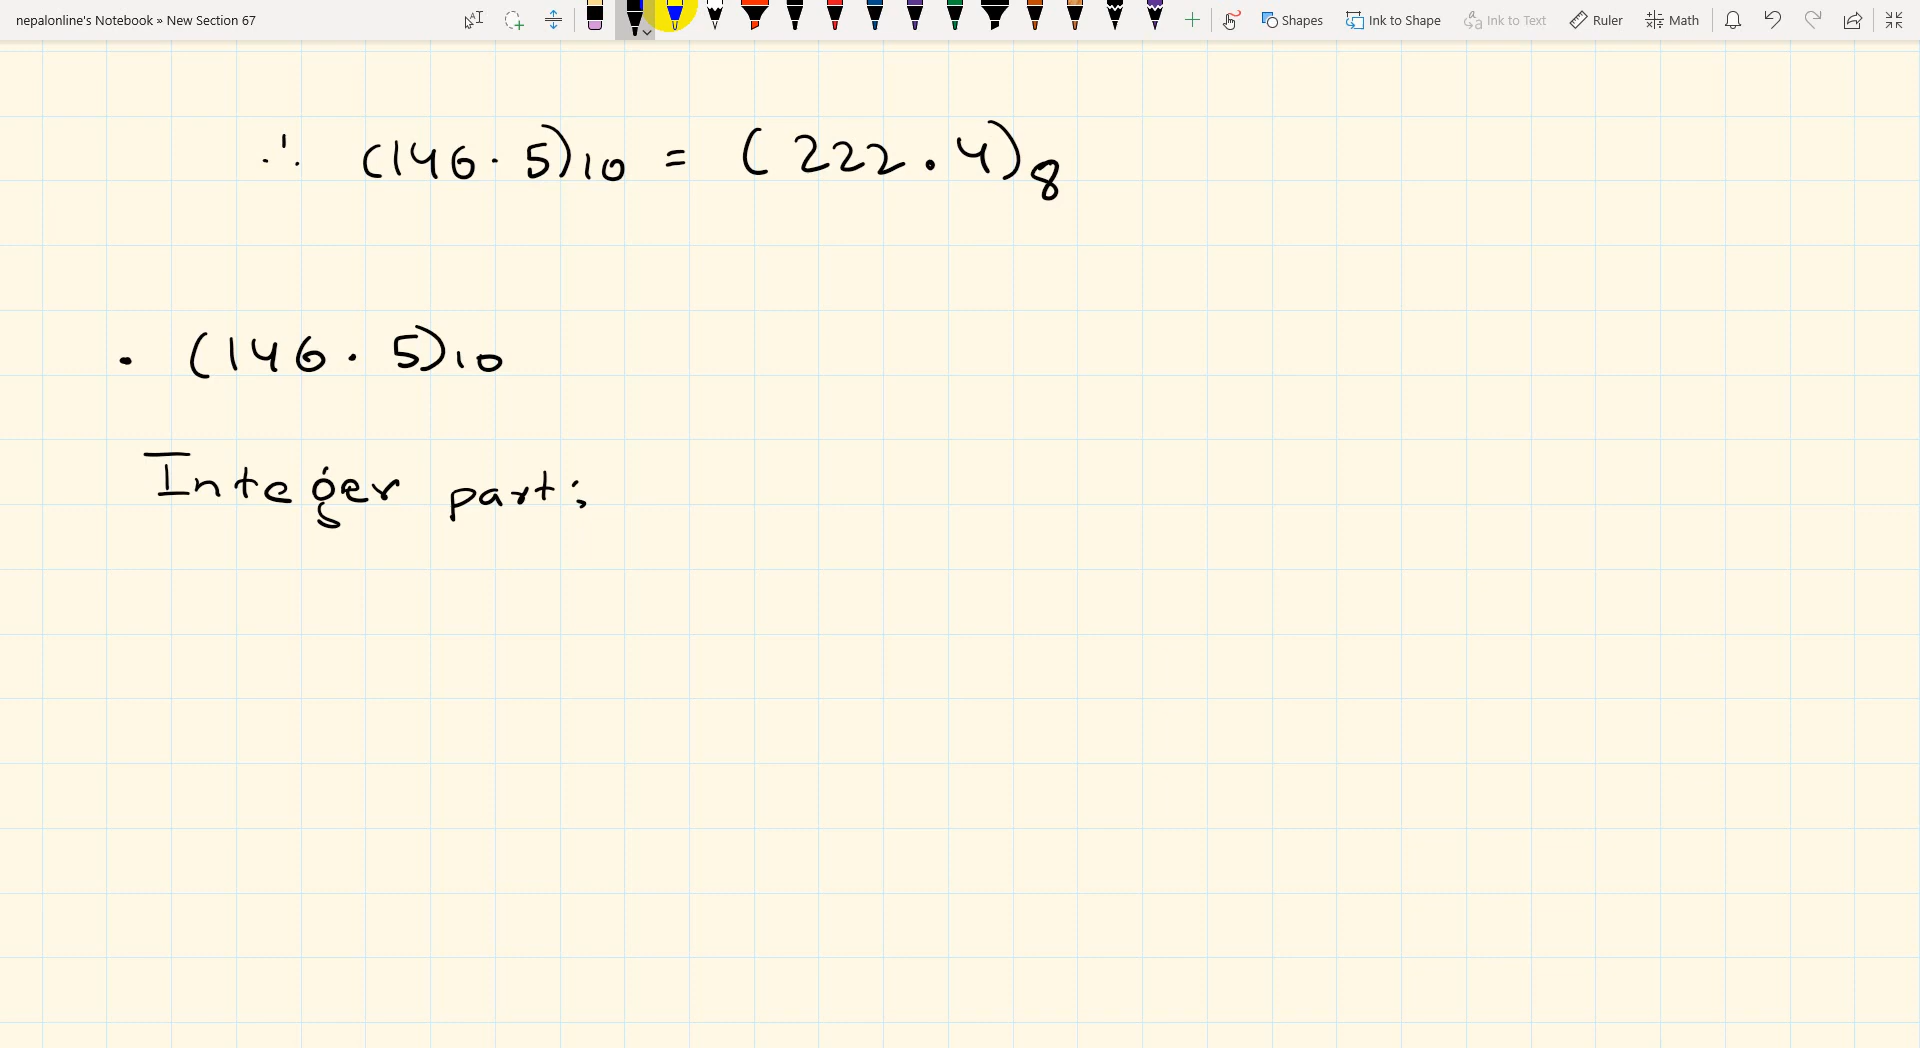 nepalonline's Notebook » New Section 67
Shapes
Ink to Shape
Ink to Text
Ruler
Math
∴ (146.5)₁₀ = (222.4)₈
• (146.5)₁₀
Integer part: